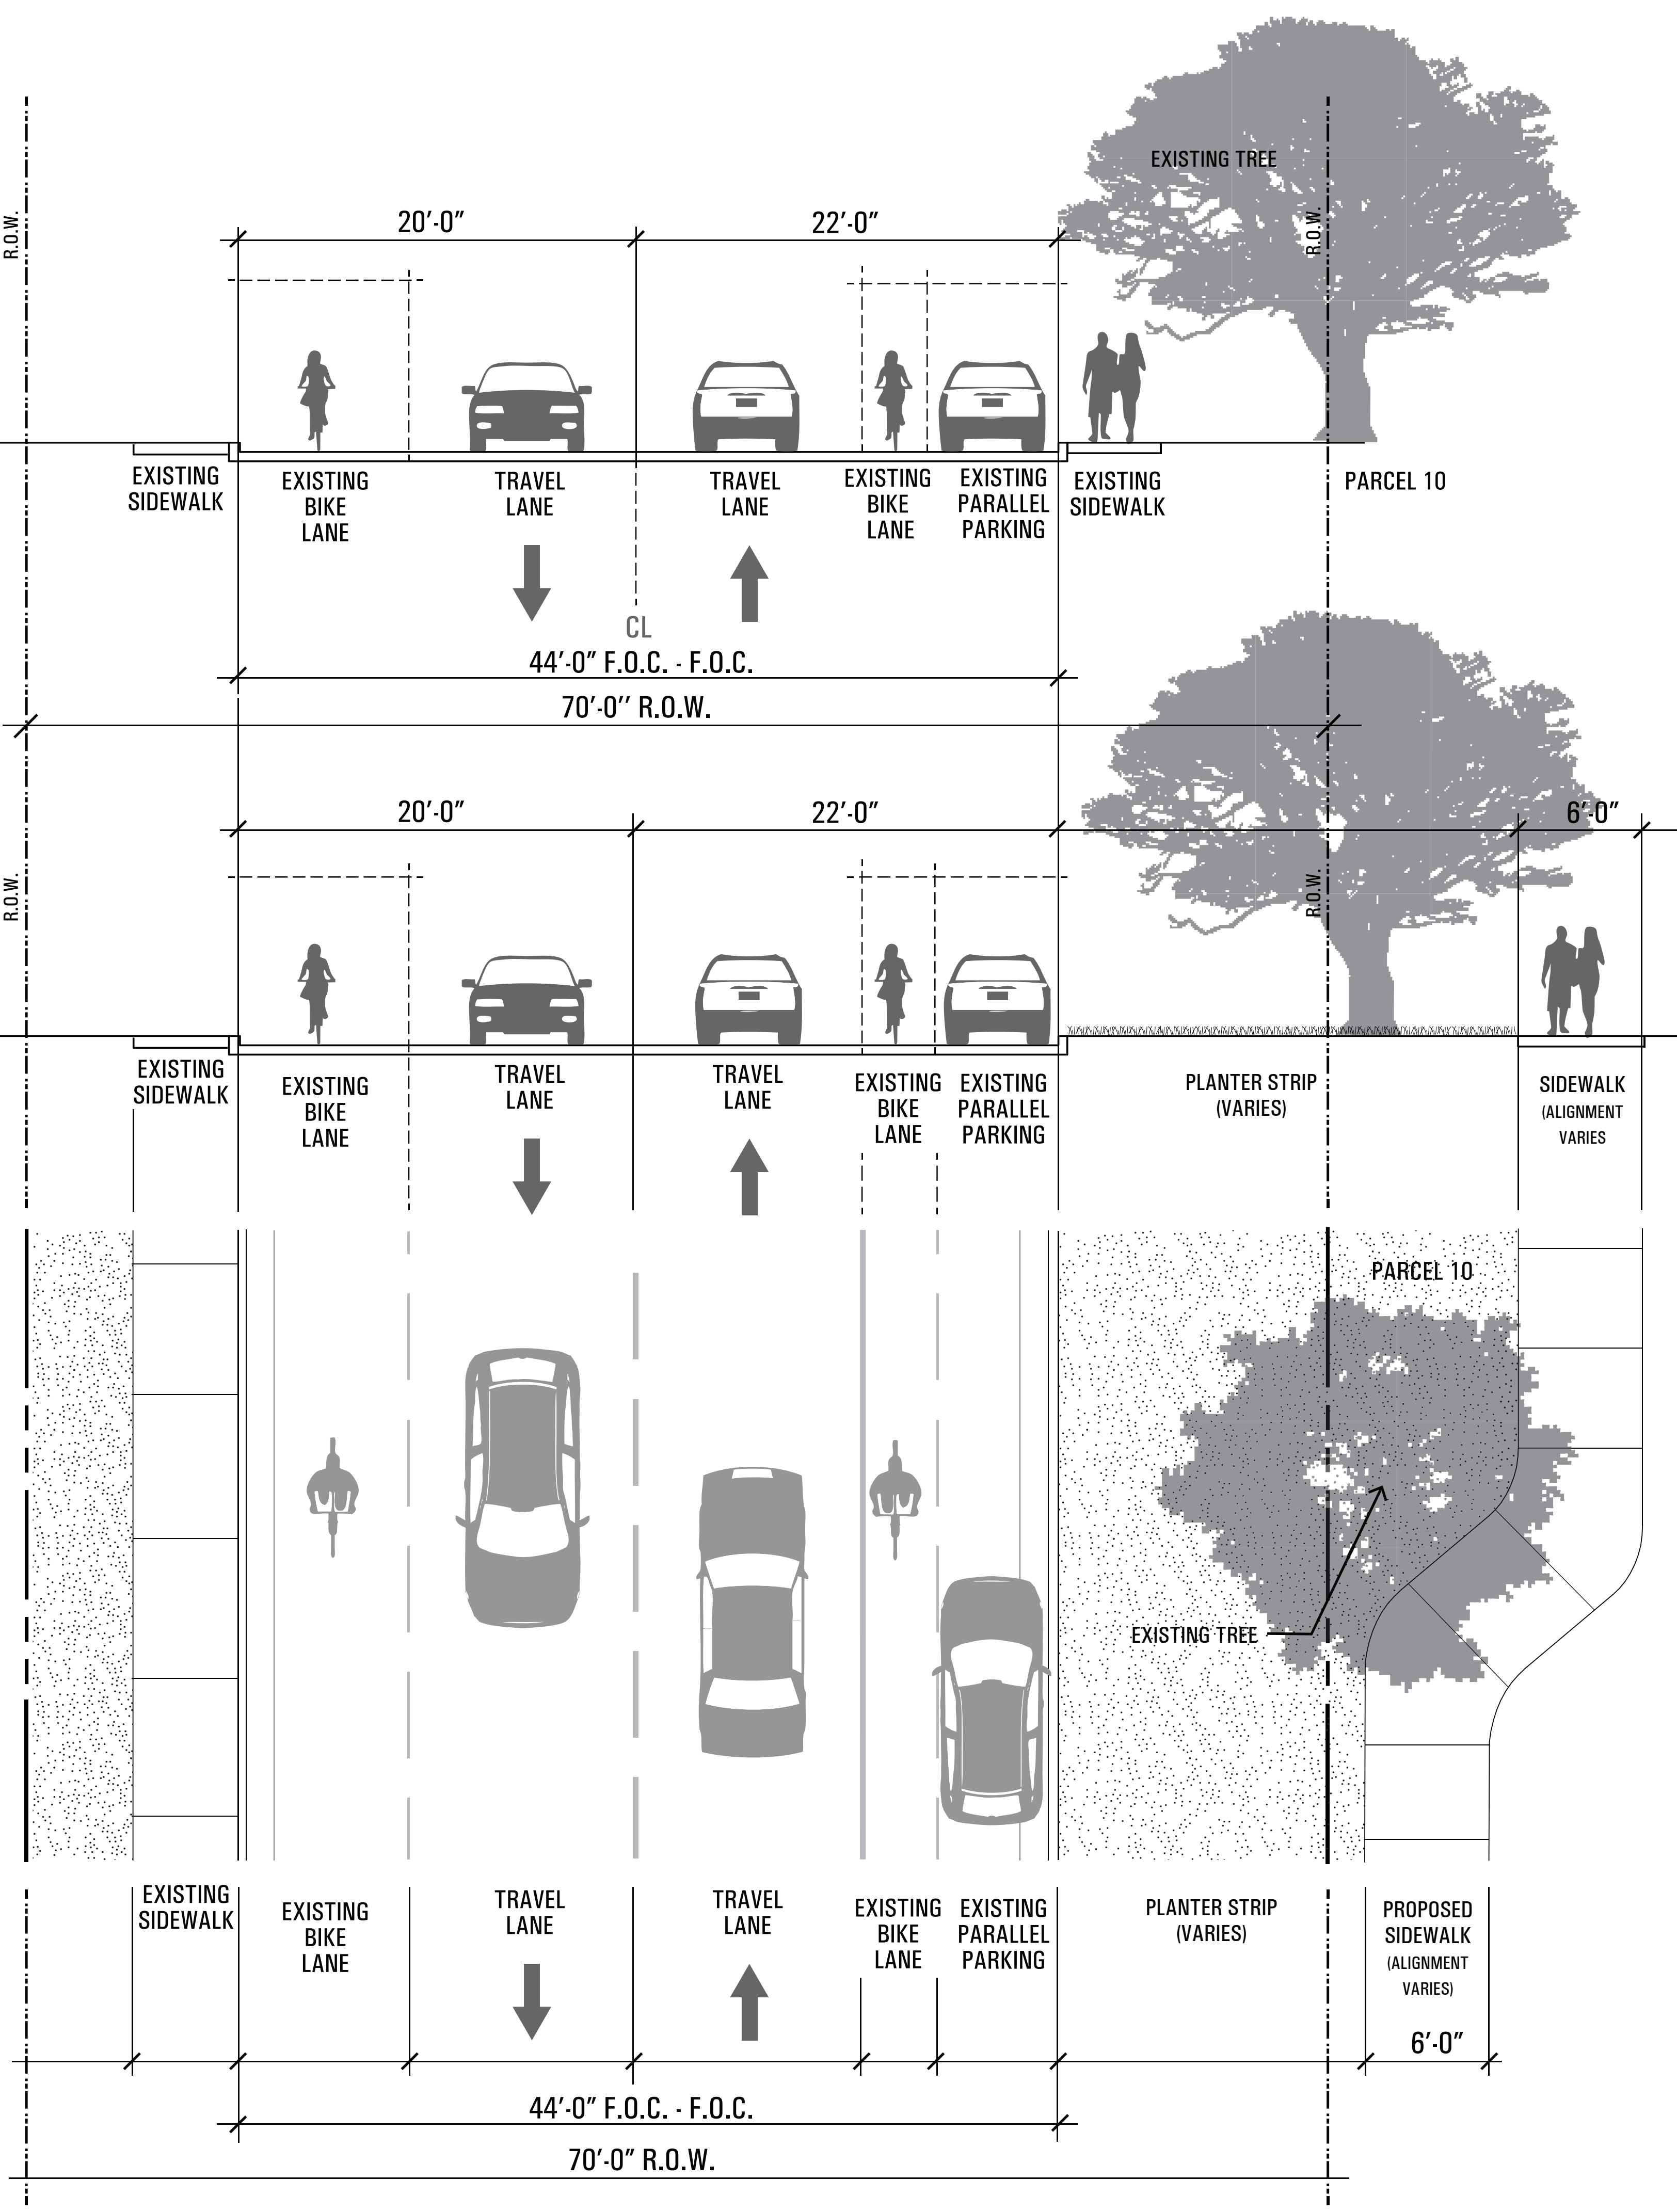 EXISTING TREE
R.O.W.
R.O.W.
20'-0"
22'-0"
EXISTING
SIDEWALK
EXISTING
BIKE
LANE
TRAVEL
LANE
TRAVEL
LANE
EXISTING
BIKE
LANE
EXISTING
PARALLEL
PARKING
EXISTING
SIDEWALK
PARCEL 10
CL
44'-0" F.O.C. - F.O.C.
70'-0'' R.O.W.
20'-0"
22'-0"
6'-0"
R.O.W.
R.O.W.
EXISTING
SIDEWALK
EXISTING
BIKE
LANE
TRAVEL
LANE
TRAVEL
LANE
EXISTING
BIKE
LANE
EXISTING
PARALLEL
PARKING
PLANTER STRIP
(VARIES)
SIDEWALK
(ALIGNMENT
VARIES
PARCEL 10
EXISTING TREE
EXISTING
SIDEWALK
EXISTING
BIKE
LANE
TRAVEL
LANE
TRAVEL
LANE
EXISTING
BIKE
LANE
EXISTING
PARALLEL
PARKING
PLANTER STRIP
(VARIES)
PROPOSED
SIDEWALK
(ALIGNMENT
VARIES)
6'-0"
44'-0" F.O.C. - F.O.C.
70'-0" R.O.W.